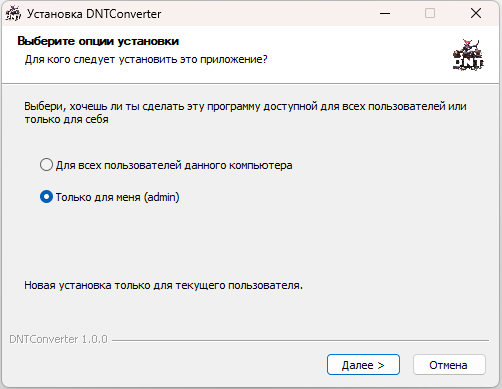 Установка DNTConverter
Выберите опции установки
Для кого следует установить это приложение?
DNT
Выбери, хочешь ли ты сделать эту программу доступной для всех пользователей или
только для себя
Для всех пользователей данного компьютера
Только для меня (admin)
Новая установка только для текущего пользователя.
DNTConverter 1.0.0
Далее >
Отмена